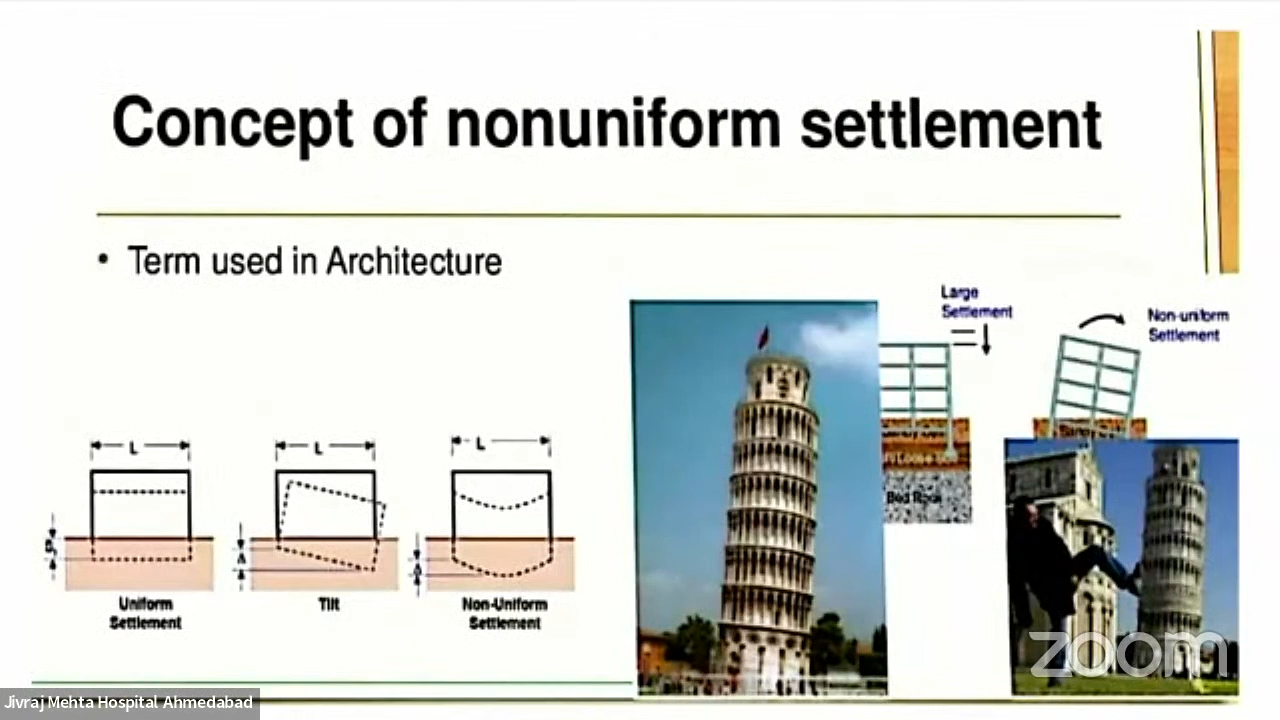 Concept of nonuniform settlement
• Term used in Architecture
Large
Settlement
Non-uniform
Settlement
L
L
L
Bed Rock
Δ
Uniform
Settlement
Tilt
Non-Uniform
Settlement
zoom
Jivraj Mehta Hospital Ahmedabad